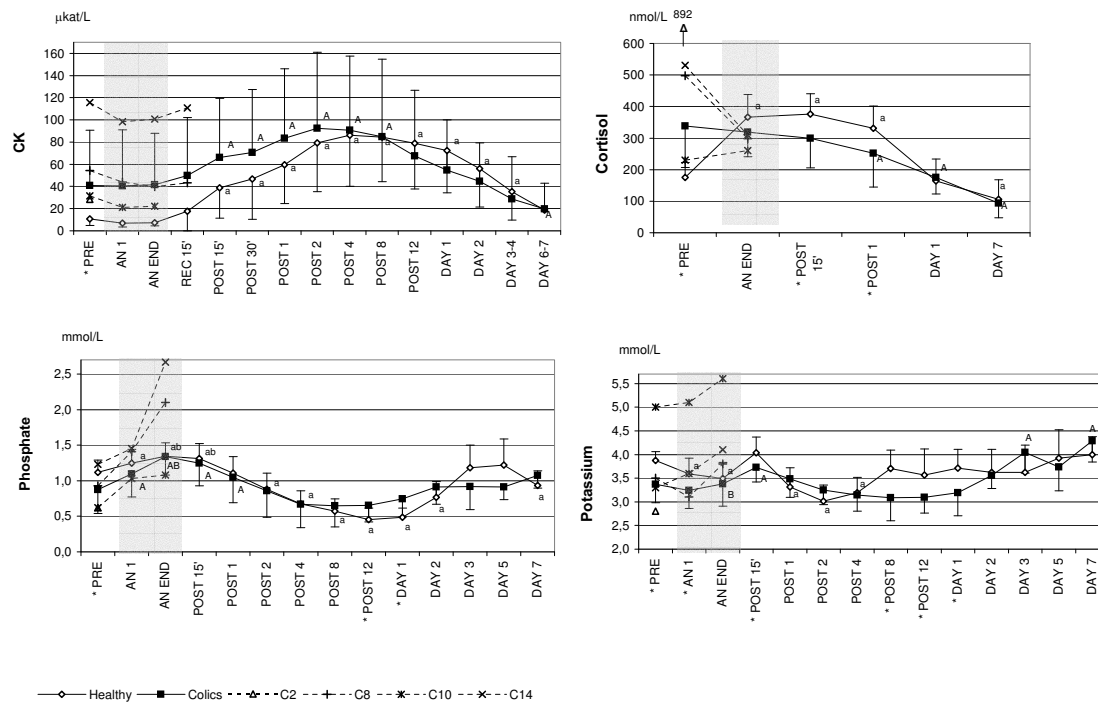 µkat/L
CK
160
140
120
100
80
60
40
20
0
A A A A A A
a a a a a a a a
A
* PRE
AN 1
AN END
REC 15'
POST 15'
POST 30'
POST 1
POST 2
POST 4
POST 8
POST 12
DAY 1
DAY 2
DAY 3-4
DAY 6-7
nmol/L
892
Cortisol
600
500
400
300
200
100
0
a a a
A A a
A
* PRE
AN END
* POST 15'
* POST 1
DAY 1
DAY 7
mmol/L
Phosphate
2,5
2,0
1,5
1,0
0,5
0,0
a ab ab
AB
A A A
a a a a a a a
* PRE
AN 1
AN END
POST 15'
POST 1
POST 2
POST 4
POST 8
* POST 12
* DAY 1
DAY 2
DAY 3
DAY 5
DAY 7
mmol/L
Potassium
5,5
5,0
4,5
4,0
3,5
3,0
2,5
2,0
a a
B
A
a a a
A A
* PRE
* AN 1
AN END
* POST 15'
POST 1
POST 2
POST 4
* POST 8
* POST 12
* DAY 1
DAY 2
DAY 3
DAY 5
DAY 7
Healthy Colics C2 C8 C10 C14